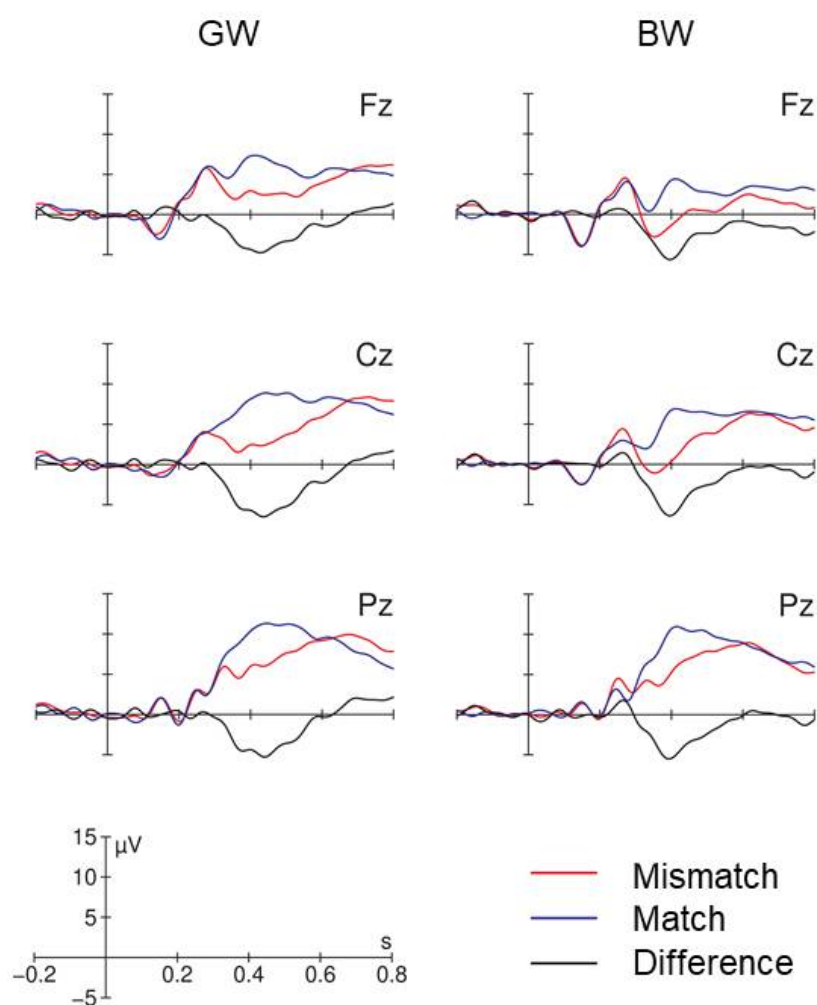 GW BW
Fz Fz
Cz Cz
Pz Pz
15 µV
10
5
s
−0.2 0.2 0.4 0.6 0.8
−5
Mismatch
Match
Difference